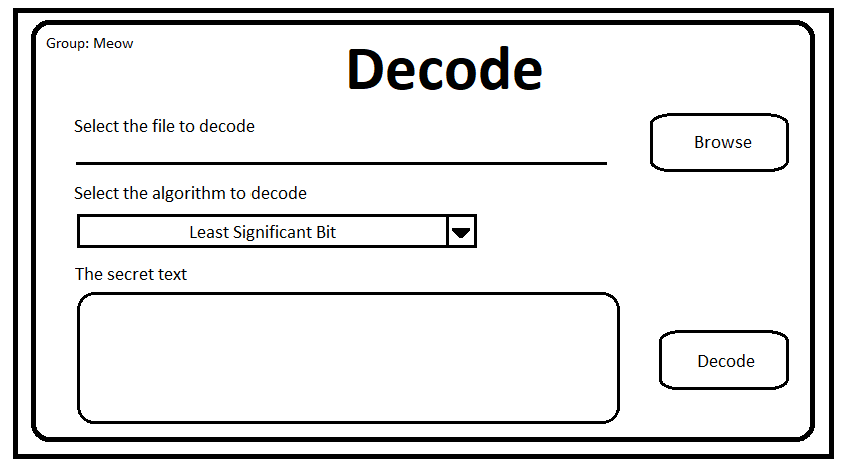 Group: Meow
Decode
Select the file to decode
Browse
Select the algorithm to decode
Least Significant Bit
The secret text
Decode